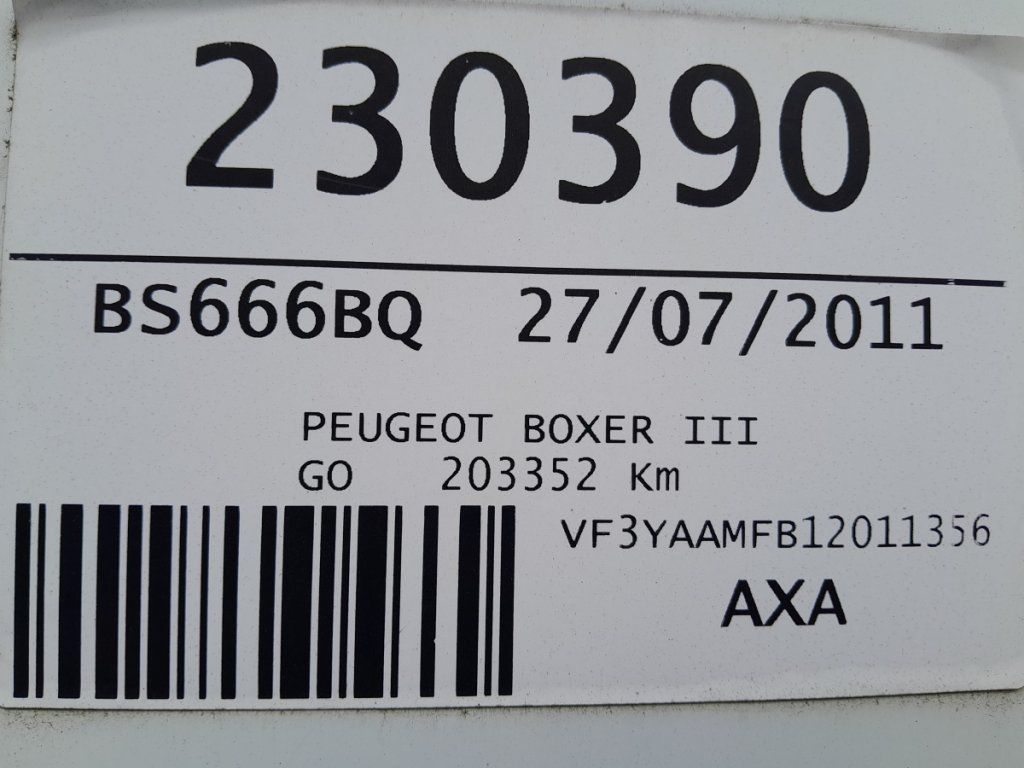 230390
BS666BQ 27/07/2011
PEUGEOT BOXER III
GO 203352 Km
VF3YAAMFB12011356
AXA